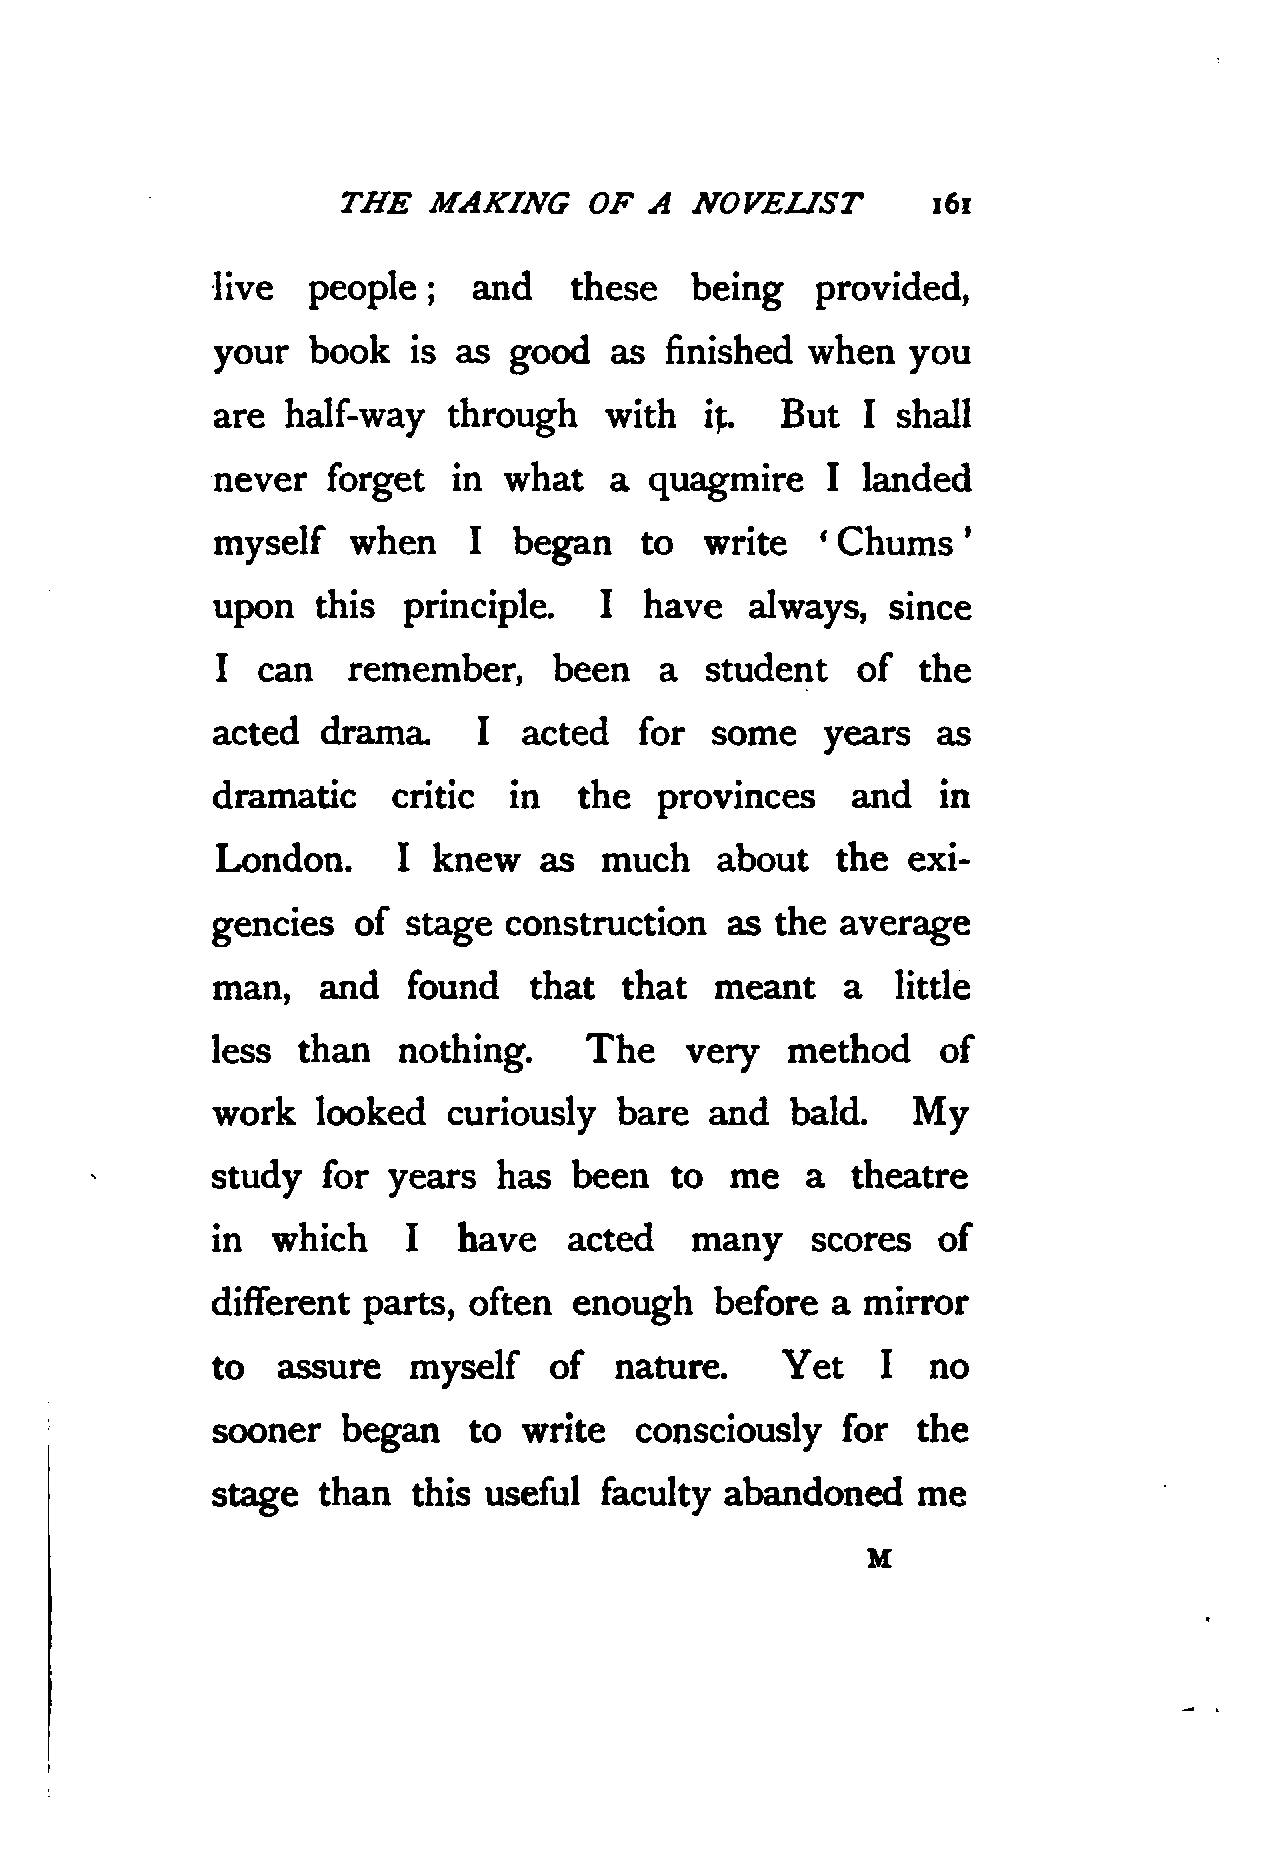 THE MAKING OF A NOVELIST 161
live people ; and these being provided,
your book is as good as finished when you
are half-way through with it. But I shall
never forget in what a quagmire I landed
myself when I began to write ‘ Chums ’
upon this principle. I have always, since
I can remember, been a student of the
acted drama. I acted for some years as
dramatic critic in the provinces and in
London. I knew as much about the exi-
gencies of stage construction as the average
man, and found that that meant a little
less than nothing. The very method of
work looked curiously bare and bald. My
study for years has been to me a theatre
in which I have acted many scores of
different parts, often enough before a mirror
to assure myself of nature. Yet I no
sooner began to write consciously for the
stage than this useful faculty abandoned me
M